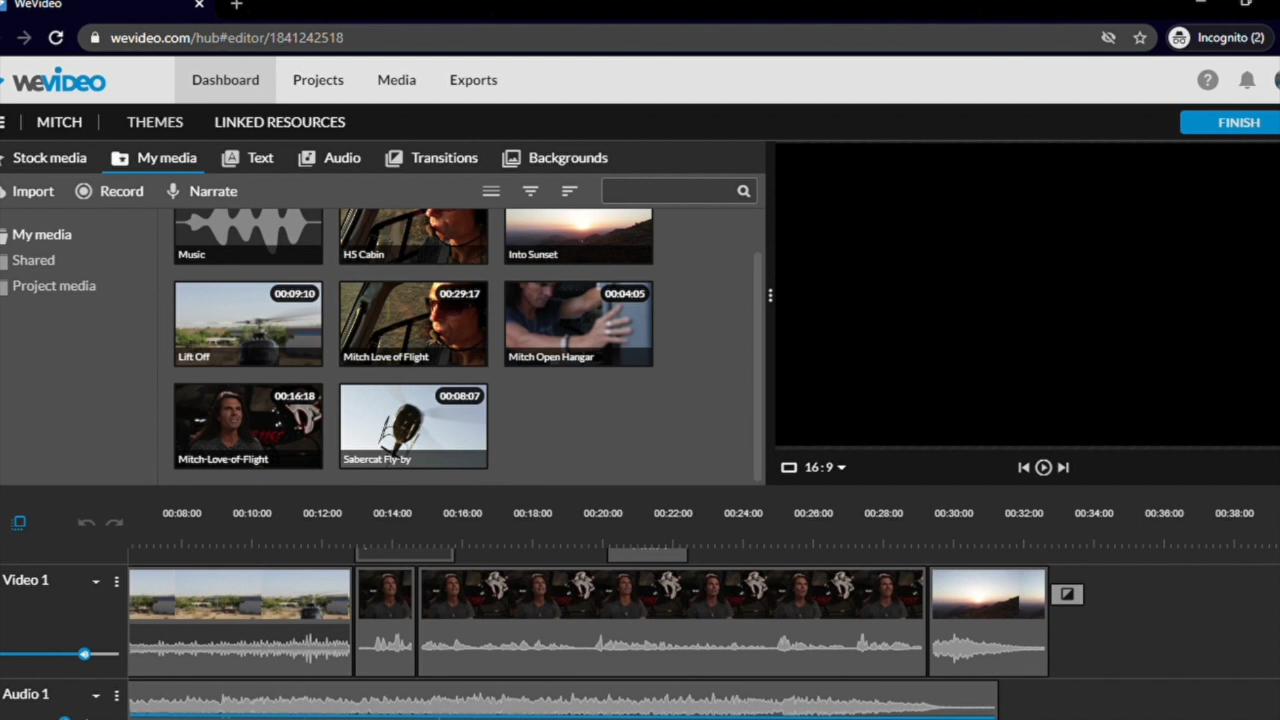 WeVideo
wevideo.com/hub#editor/1841242518
Incognito (2)
WEVIDEO
Dashboard
Projects
Media
Exports
MITCH
THEMES
LINKED RESOURCES
FINISH
Stock media
My media
Text
Audio
Transitions
Backgrounds
Import
Record
Narrate
My media
Shared
Project media
Music
H5 Cabin
Into Sunset
00:09:10
Lift Off
00:29:17
Mitch Love of Flight
00:04:05
Mitch Open Hangar
00:16:18
Mitch-Love-of-Flight
00:08:07
Sabercat Fly-by
16:9
00:08:00
00:10:00
00:12:00
00:14:00
00:16:00
00:18:00
00:20:00
00:22:00
00:24:00
00:26:00
00:28:00
00:30:00
00:32:00
00:34:00
00:36:00
00:38:00
Video 1
Audio 1